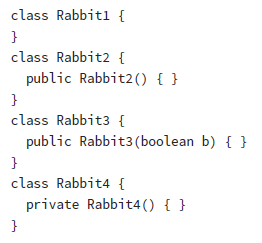 class Rabbit1 {
}
class Rabbit2 {
  public Rabbit2() { }
}
class Rabbit3 {
  public Rabbit3(boolean b) { }
}
class Rabbit4 {
  private Rabbit4() { }
}